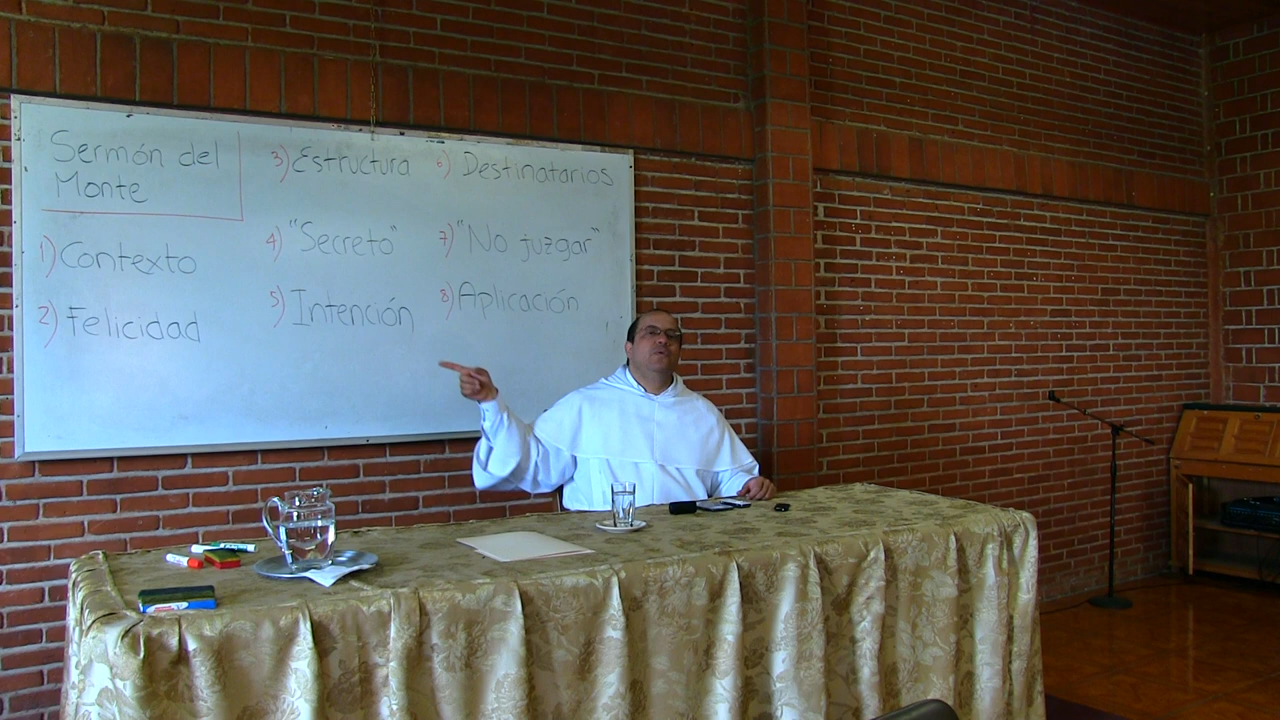 Sermón del
Monte
1) Contexto
2) Felicidad
3) Estructura
4) "Secreto"
5) Intención
6) Destinatarios
7) "No juzgar"
8) Aplicación